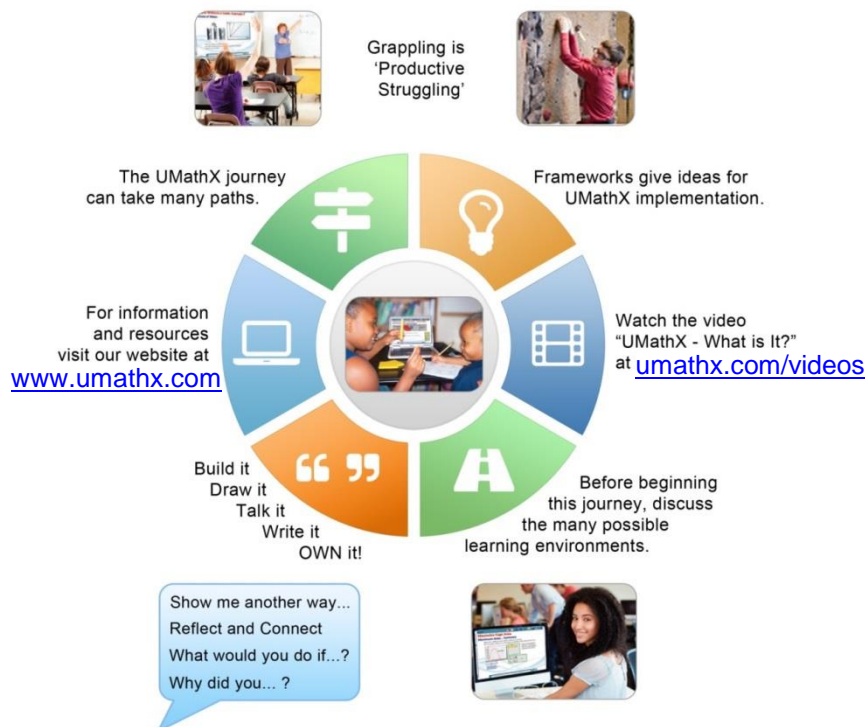 Grappling is
'Productive
Struggling'
The UMathX journey
can take many paths.
Frameworks give ideas for
UMathX implementation.
For information
and resources
visit our website at
www.umathx.com
Watch the video
“UMathX - What is It?”
at umathx.com/videos
Build it
Draw it
Talk it
Write it
OWN it!
Before beginning
this journey, discuss
the many possible
learning environments.
Show me another way...
Reflect and Connect
What would you do if...?
Why did you... ?